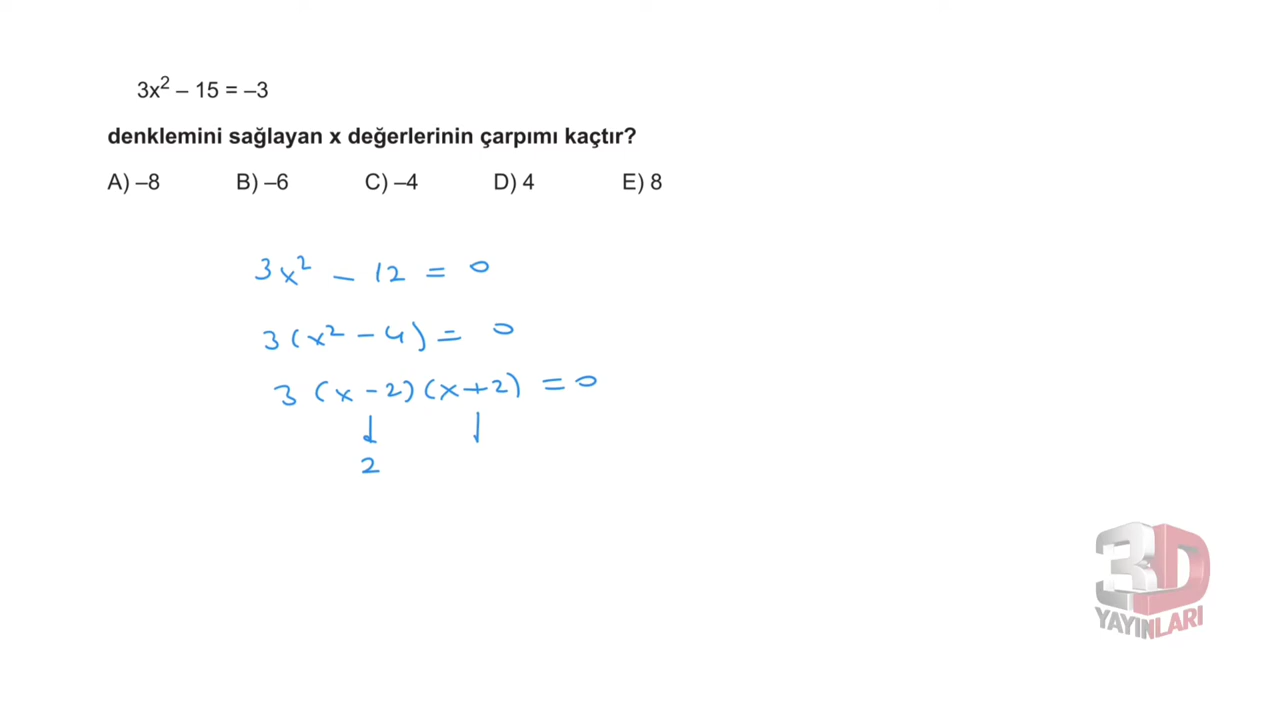 3x² – 15 = –3
denklemini sağlayan x değerlerinin çarpımı kaçtır?
A) –8 B) –6 C) –4 D) 4 E) 8
3x² – 12 = 0
3(x² – 4) = 0
3(x – 2)(x + 2) = 0
↓ ↓
2
3D
YAYINLARI